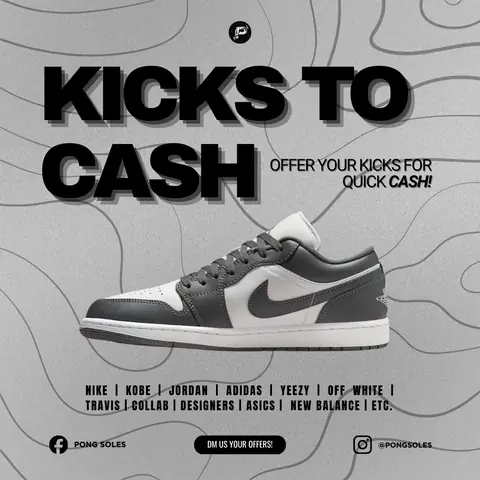 KICKS TO
CASH
OFFER YOUR KICKS FOR
QUICK CASH!
NIKE | KOBE | JORDAN | ADIDAS | YEEZY | OFF WHITE |
TRAVIS | COLLAB | DESIGNERS | ASICS | NEW BALANCE | ETC.
PONG SOLES
DM US YOUR OFFERS!
@PONGSOLES